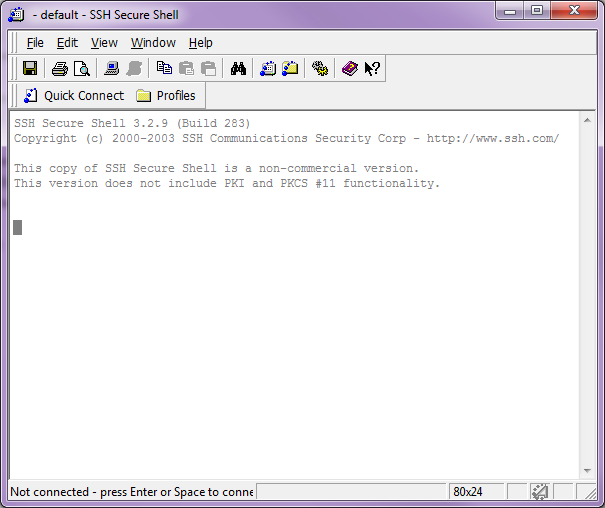 - default - SSH Secure Shell
File Edit View Window Help
Quick Connect Profiles
SSH Secure Shell 3.2.9 (Build 283)
Copyright (c) 2000-2003 SSH Communications Security Corp - http://www.ssh.com/
This copy of SSH Secure Shell is a non-commercial version.
This version does not include PKI and PKCS #11 functionality.
Not connected - press Enter or Space to conne 80x24